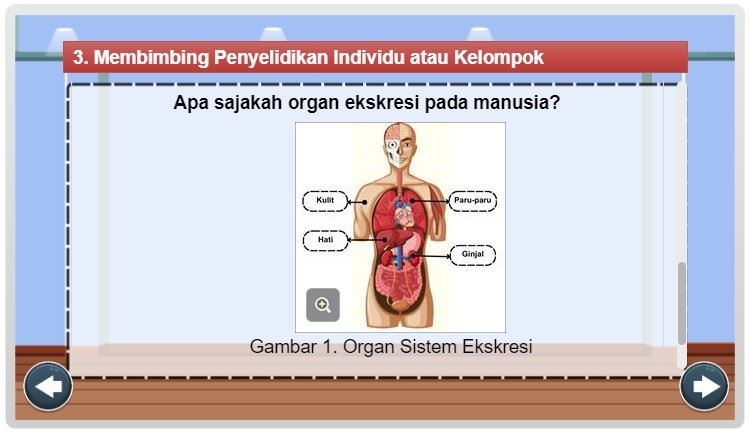 3. Membimbing Penyelidikan Individu atau Kelompok
Apa sajakah organ ekskresi pada manusia?
Kulit
Paru-paru
Hati
Ginjal
Gambar 1. Organ Sistem Ekskresi